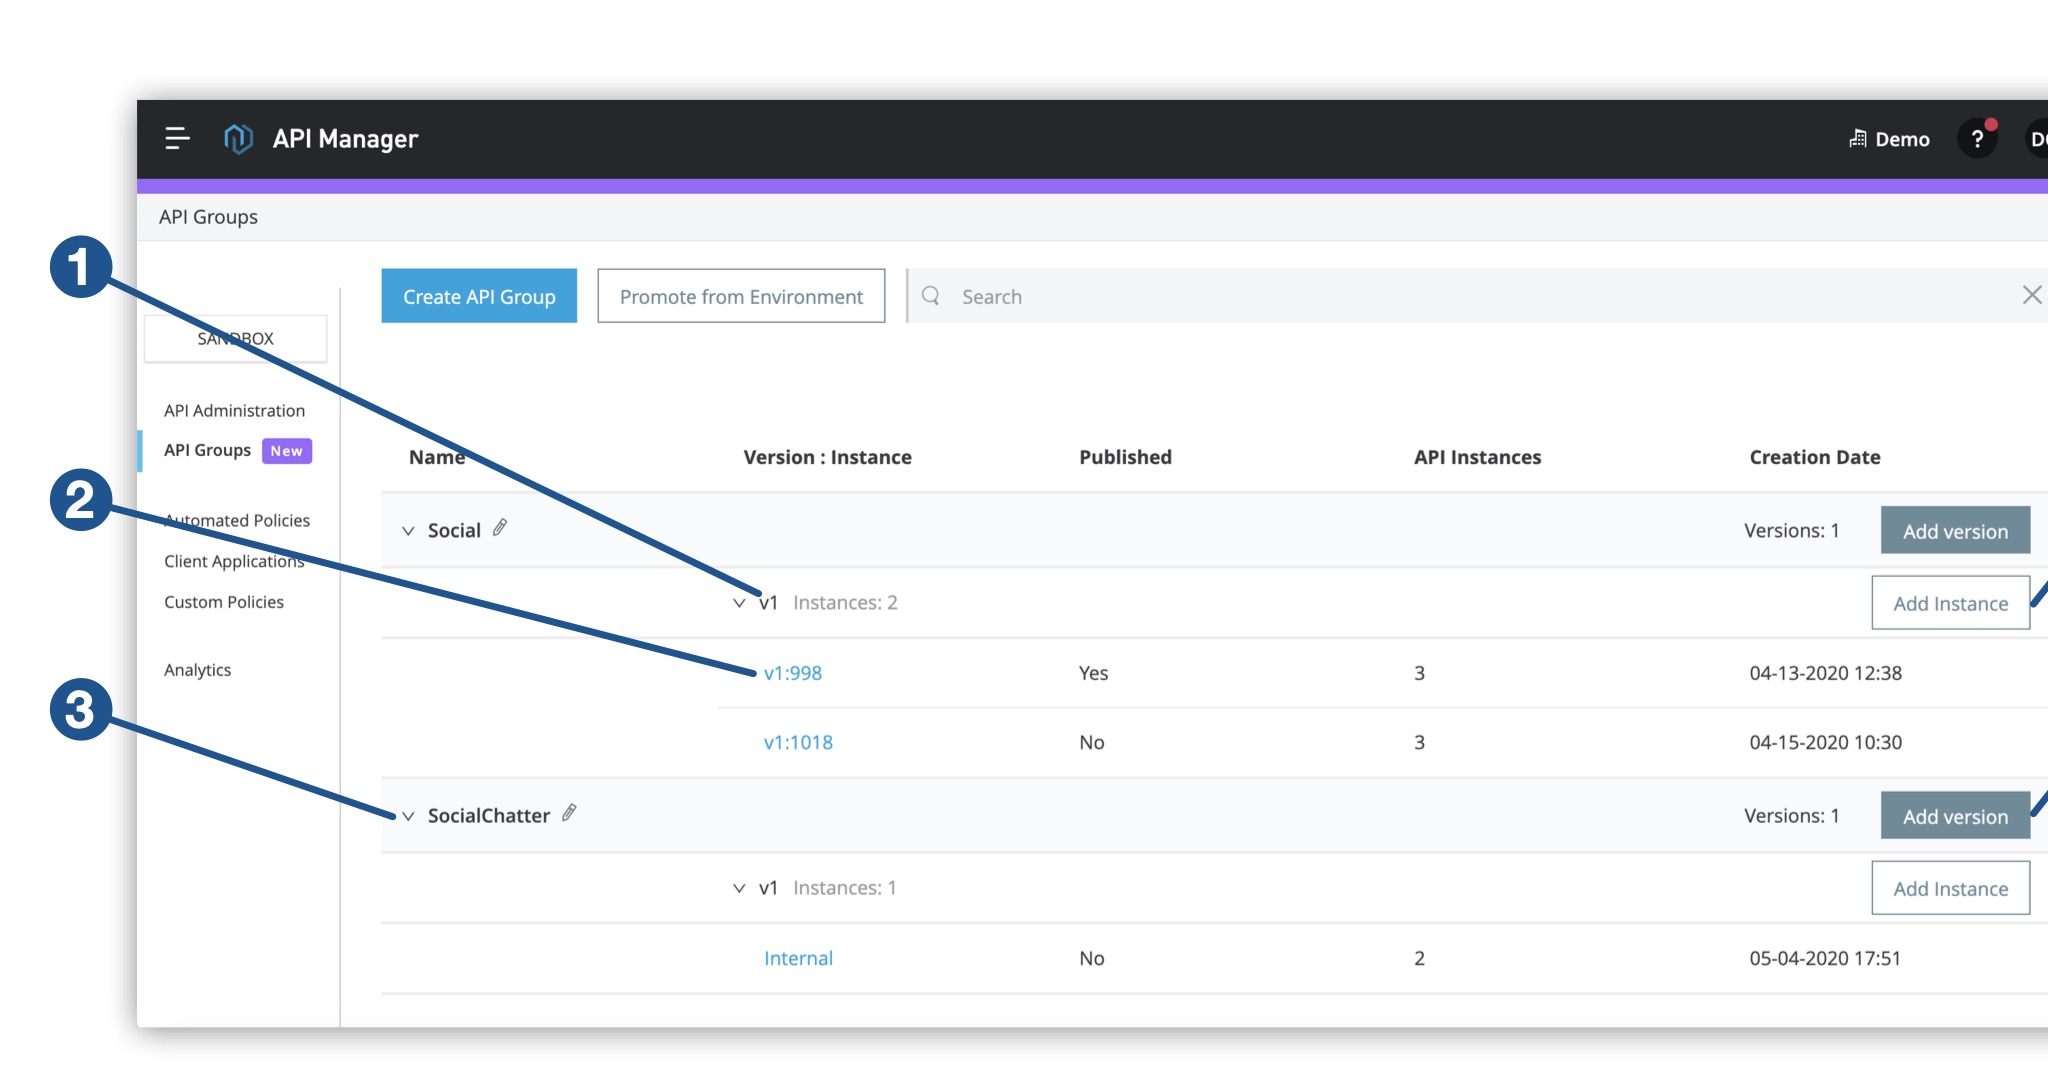 API Manager
Demo
?
API Groups
1
Create API Group
Promote from Environment
Search
SANDBOX
API Administration
API Groups New
Name
Version : Instance
Published
API Instances
Creation Date
2
Automated Policies
Social
Versions: 1
Add version
Client Applications
Custom Policies
v1 Instances: 2
Add Instance
Analytics
v1:998
Yes
3
04-13-2020 12:38
3
v1:1018
No
3
04-15-2020 10:30
SocialChatter
Versions: 1
Add version
v1 Instances: 1
Add Instance
Internal
No
2
05-04-2020 17:51